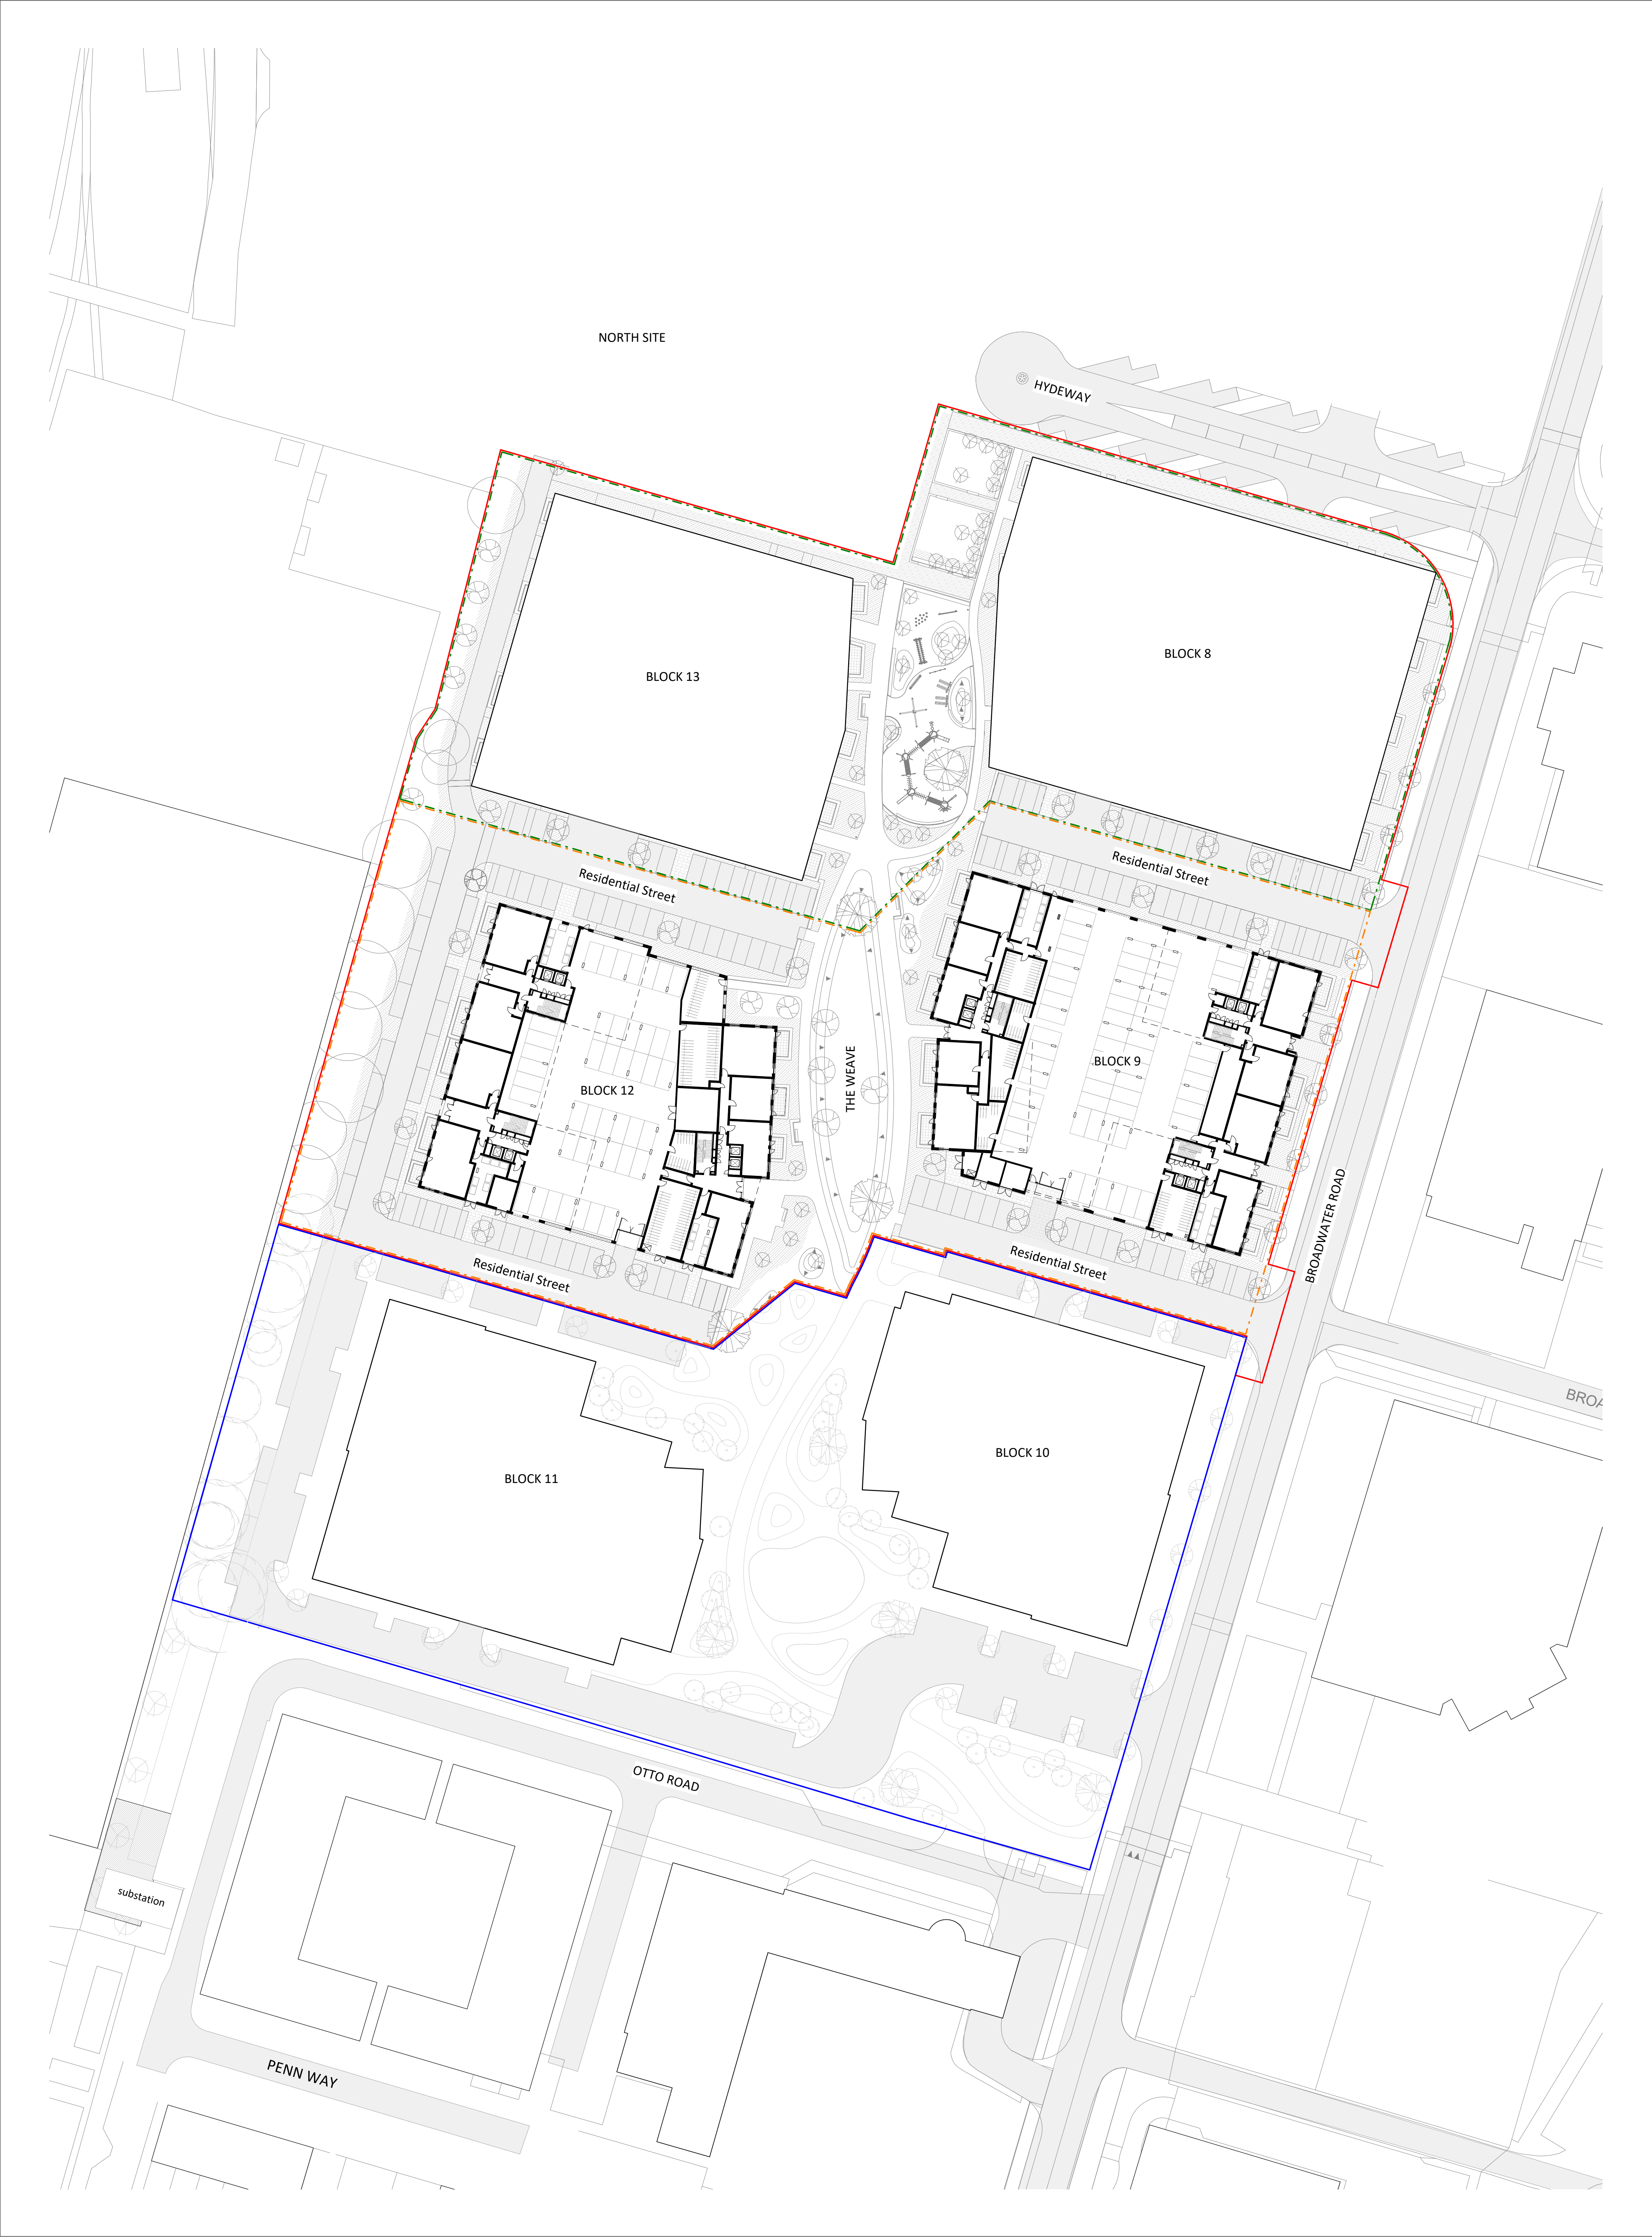 NORTH SITE
HYDEWAY
BLOCK 8
BLOCK 13
Residential Street
Residential Street
BLOCK 9
BLOCK 12
THE WEAVE
BROADWATER ROAD
Residential Street
Residential Street
BROA
BLOCK 10
BLOCK 11
OTTO ROAD
substation
PENN WAY